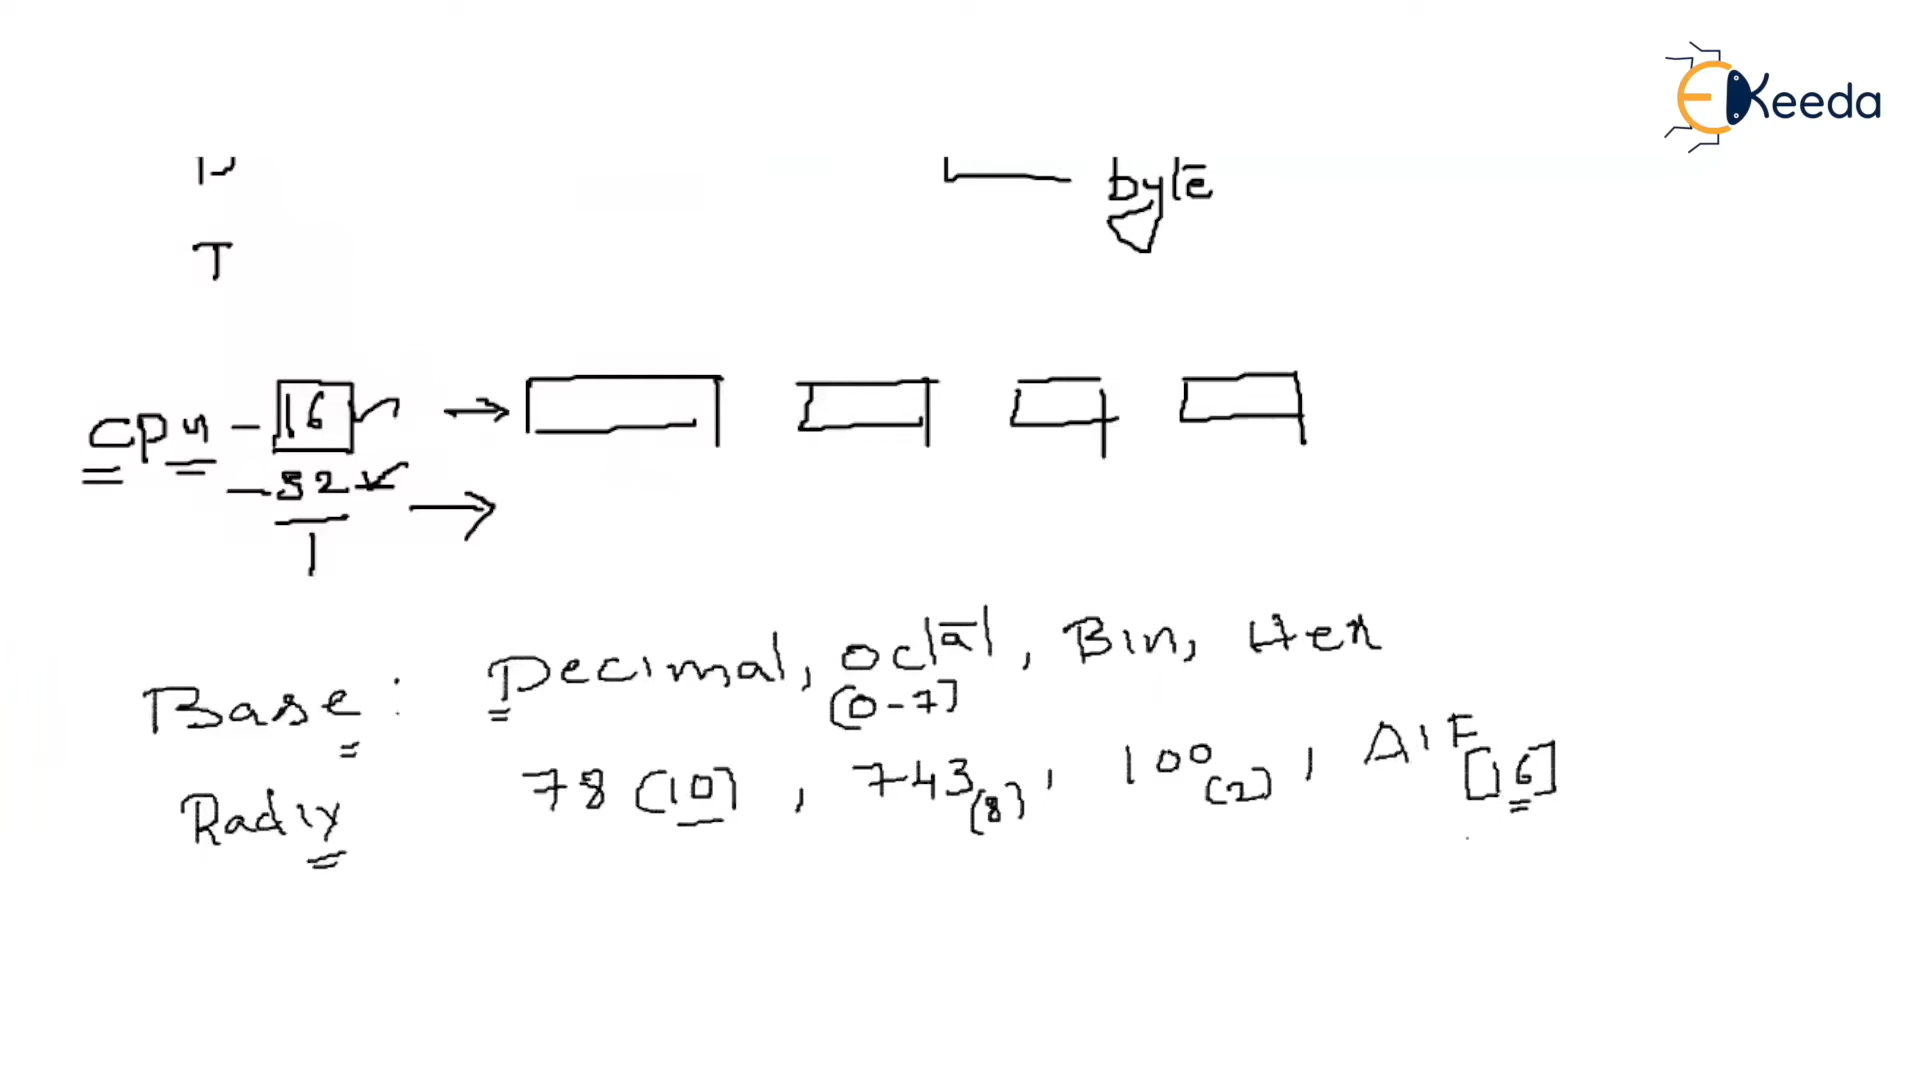 EKeeda
byte
T
CPU - 16
- 32
Base : Decimal, octal, Bin, Hex
(0-7)
Radix 78 (10), 743(8), 100(2), A1F[16]